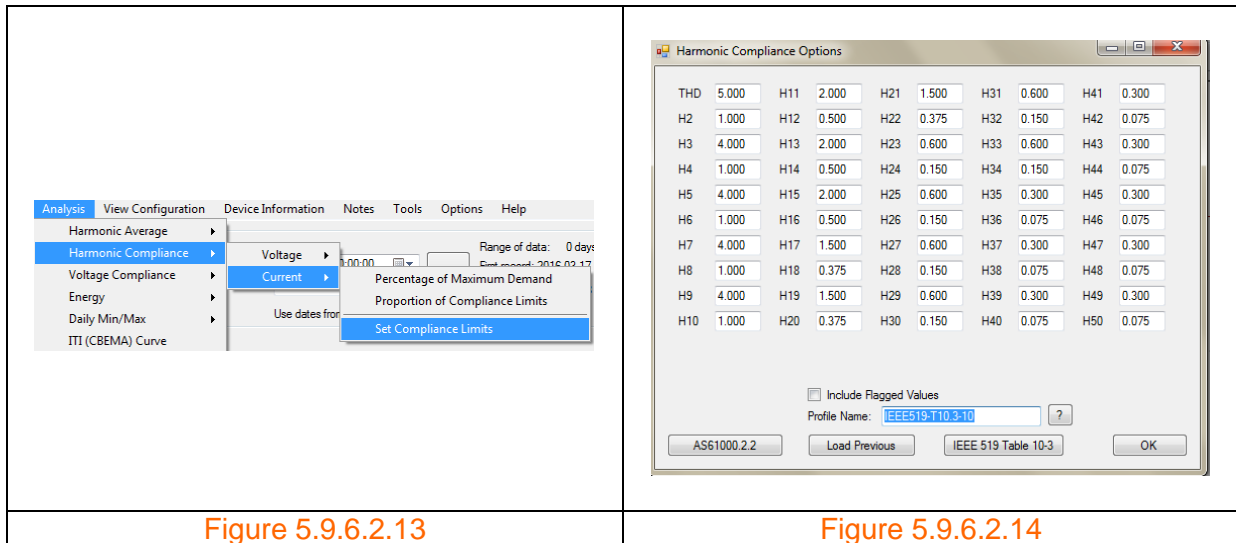 Analysis View Configuration Device Information Notes Tools Options Help
Harmonic Average
Harmonic Compliance
Voltage Compliance
Energy
Daily Min/Max
ITI (CBEMA) Curve
Voltage
Current
Percentage of Maximum Demand
Proportion of Compliance Limits
Set Compliance Limits
Range of data: 0 days
Use dates from
Figure 5.9.6.2.13
Harmonic Compliance Options
THD 5.000 H11 2.000 H21 1.500 H31 0.600 H41 0.300
H2 1.000 H12 0.500 H22 0.375 H32 0.150 H42 0.075
H3 4.000 H13 2.000 H23 0.600 H33 0.600 H43 0.300
H4 1.000 H14 0.500 H24 0.150 H34 0.150 H44 0.075
H5 4.000 H15 2.000 H25 0.600 H35 0.300 H45 0.300
H6 1.000 H16 0.500 H26 0.150 H36 0.075 H46 0.075
H7 4.000 H17 1.500 H27 0.600 H37 0.300 H47 0.300
H8 1.000 H18 0.375 H28 0.150 H38 0.075 H48 0.075
H9 4.000 H19 1.500 H29 0.600 H39 0.300 H49 0.300
H10 1.000 H20 0.375 H30 0.150 H40 0.075 H50 0.075
Include Flagged Values
Profile Name: IEEE519-T10.3-10 ?
AS61000.2.2 Load Previous IEEE 519 Table 10-3 OK
Figure 5.9.6.2.14